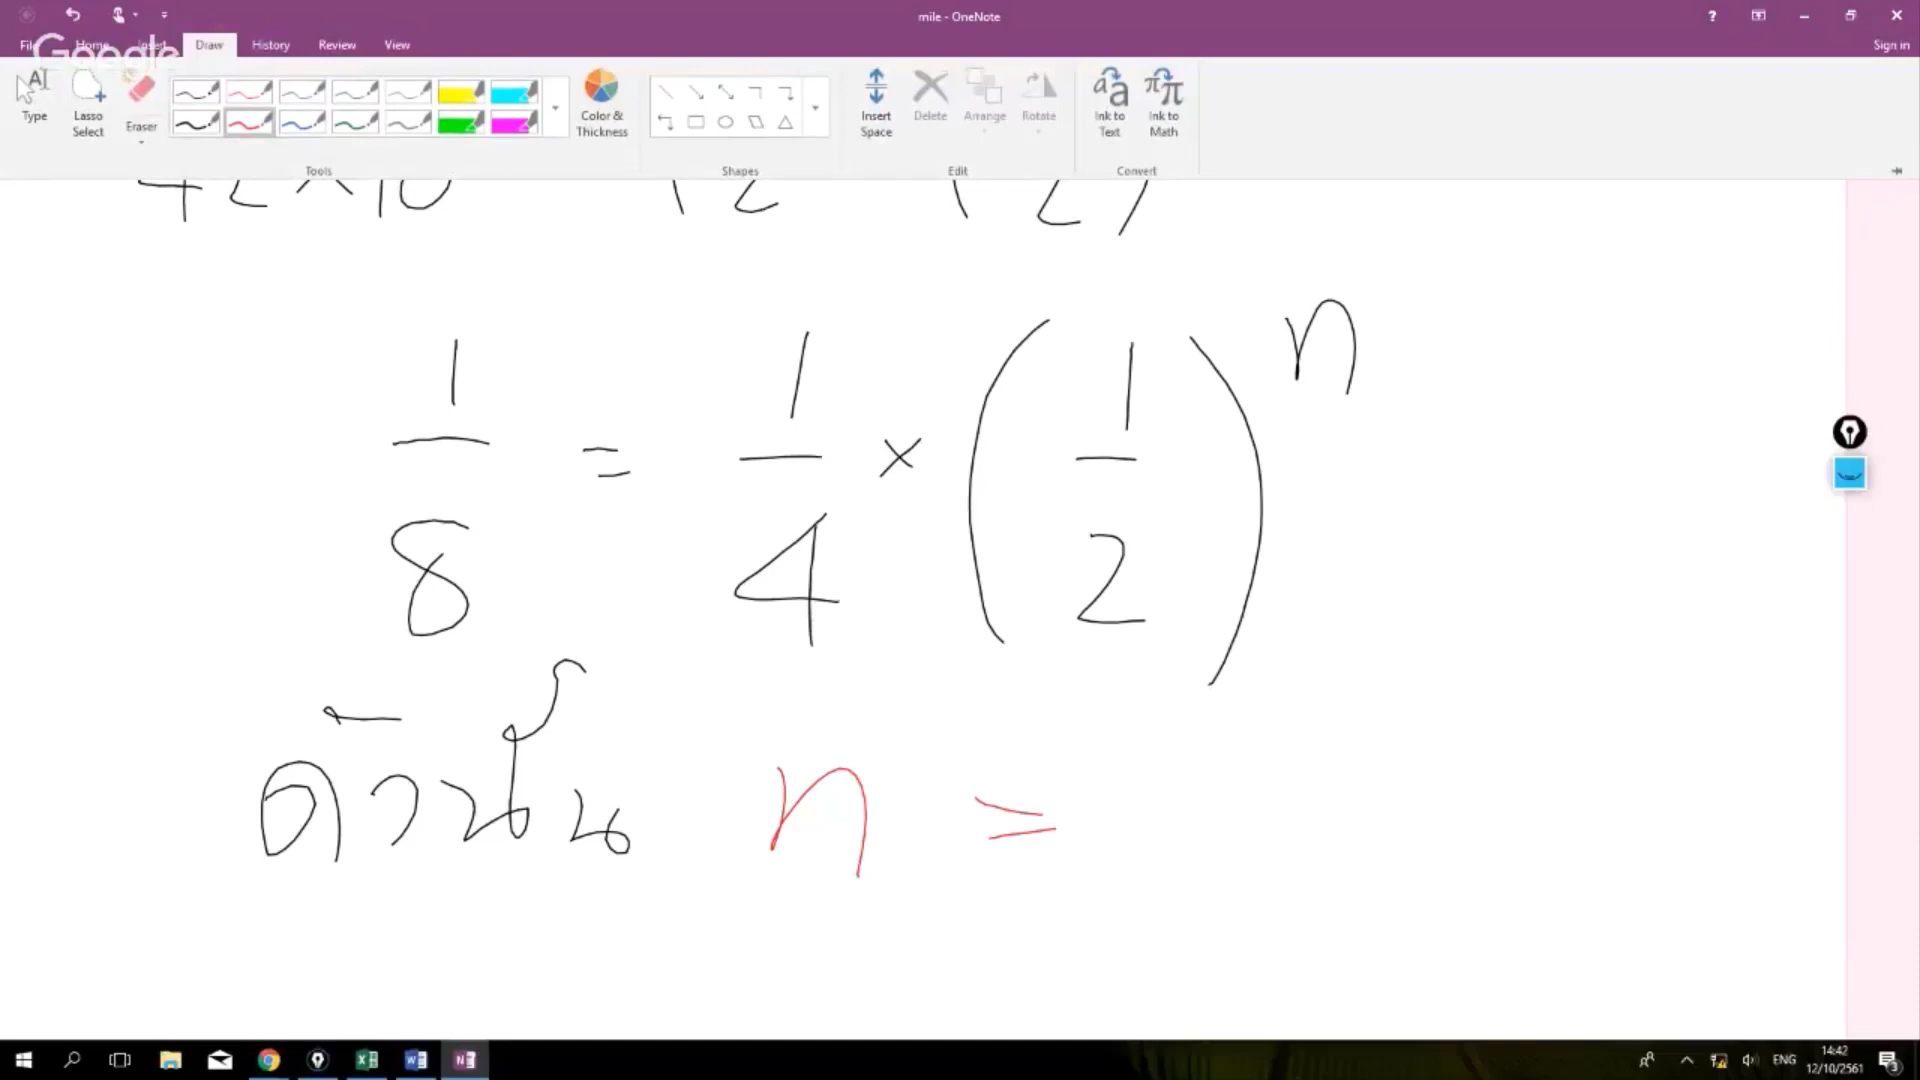 mile - OneNote
Google
File Home Insert Draw History Review View Sign in
Type Lasso Select Eraser Color & Thickness Insert Space Delete Arrange Rotate Ink to Text Ink to Math
Tools Shapes Edit Convert
1/8 = 1/4 × (1/2)^n
ดังนั้น n =
ENG 14:42
12/10/2561
3